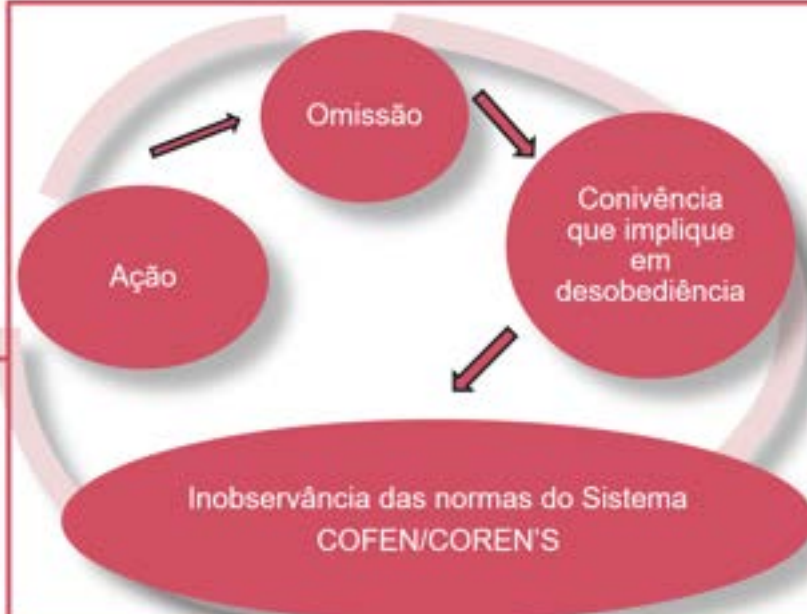 Omissão
Conivência
que implique
em
desobediência
Ação
Inobservância das normas do Sistema
COFEN/COREN'S